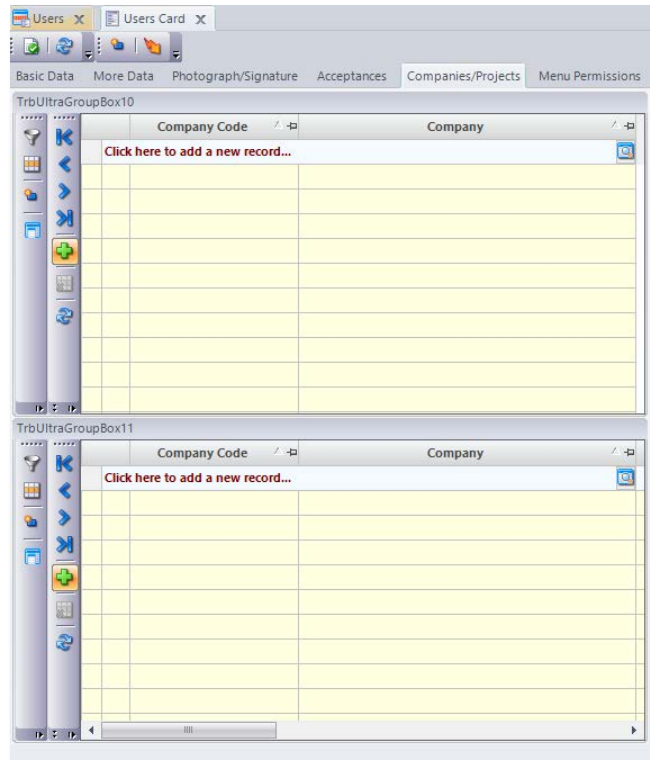 Users X Users Card X
Basic Data More Data Photograph/Signature Acceptances Companies/Projects Menu Permissions
TrbUltraGroupBox10
Company Code Company
Click here to add a new record...
TrbUltraGroupBox11
Company Code Company
Click here to add a new record...